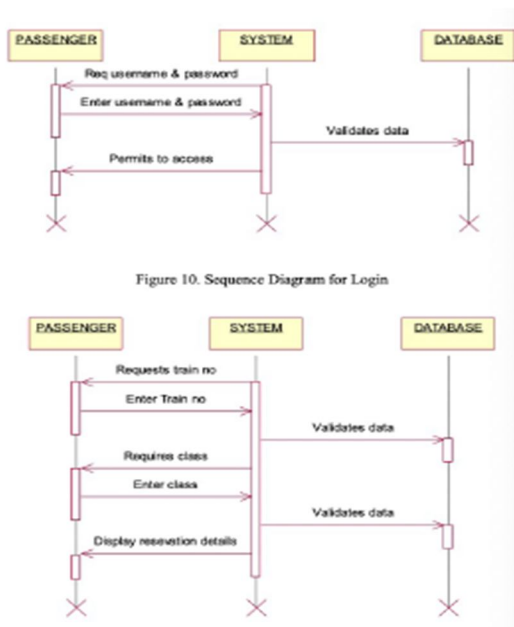 PASSENGER SYSTEM DATABASE
Req username & password
Enter username & password
Validates data
Permits to access
Figure 10. Sequence Diagram for Login
PASSENGER SYSTEM DATABASE
Requests train no
Enter Train no
Validates data
Requires class
Enter class
Validates data
Display resevation details